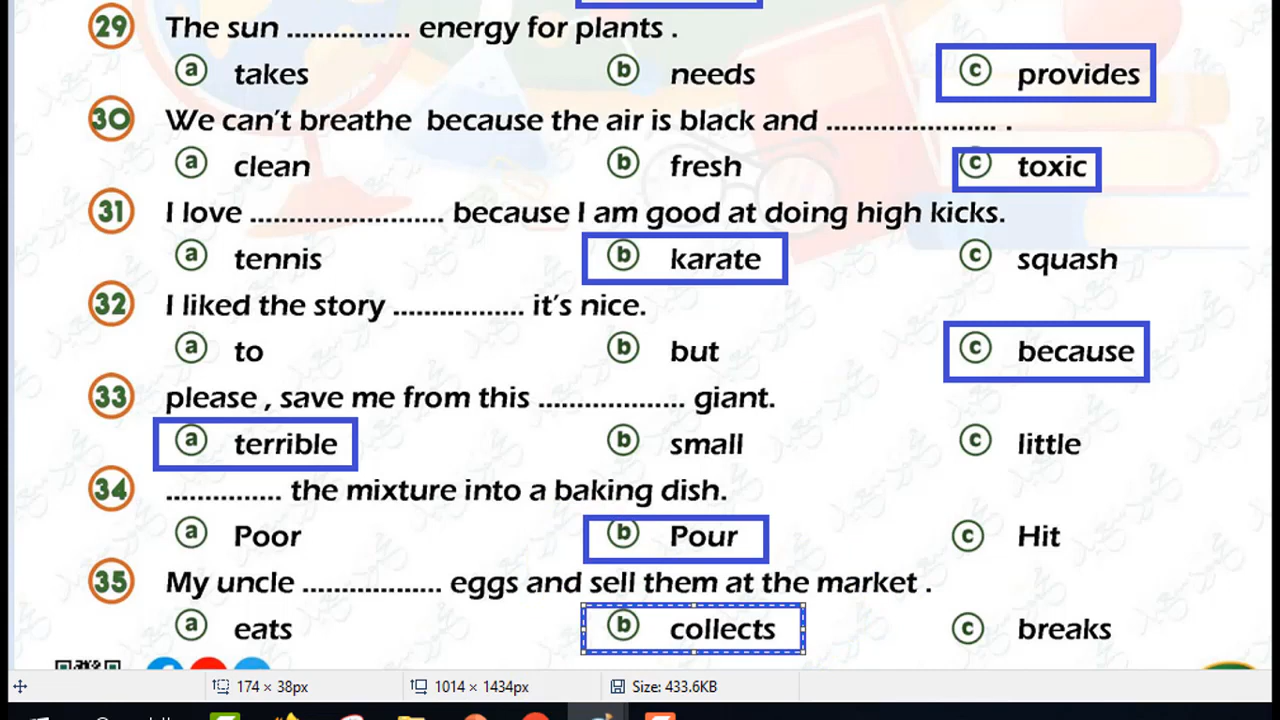 29 The sun ................ energy for plants .
a takes b needs c provides
30 We can't breathe because the air is black and ...................... .
a clean b fresh c toxic
31 I love ......................... because I am good at doing high kicks.
a tennis b karate c squash
32 I liked the story ................. it's nice.
a to b but c because
33 please , save me from this ................... giant.
a terrible b small c little
34 ............... the mixture into a baking dish.
a Poor b Pour c Hit
35 My uncle .................. eggs and sell them at the market .
a eats b collects c breaks
174 × 38px 1014 × 1434px Size: 433.6KB